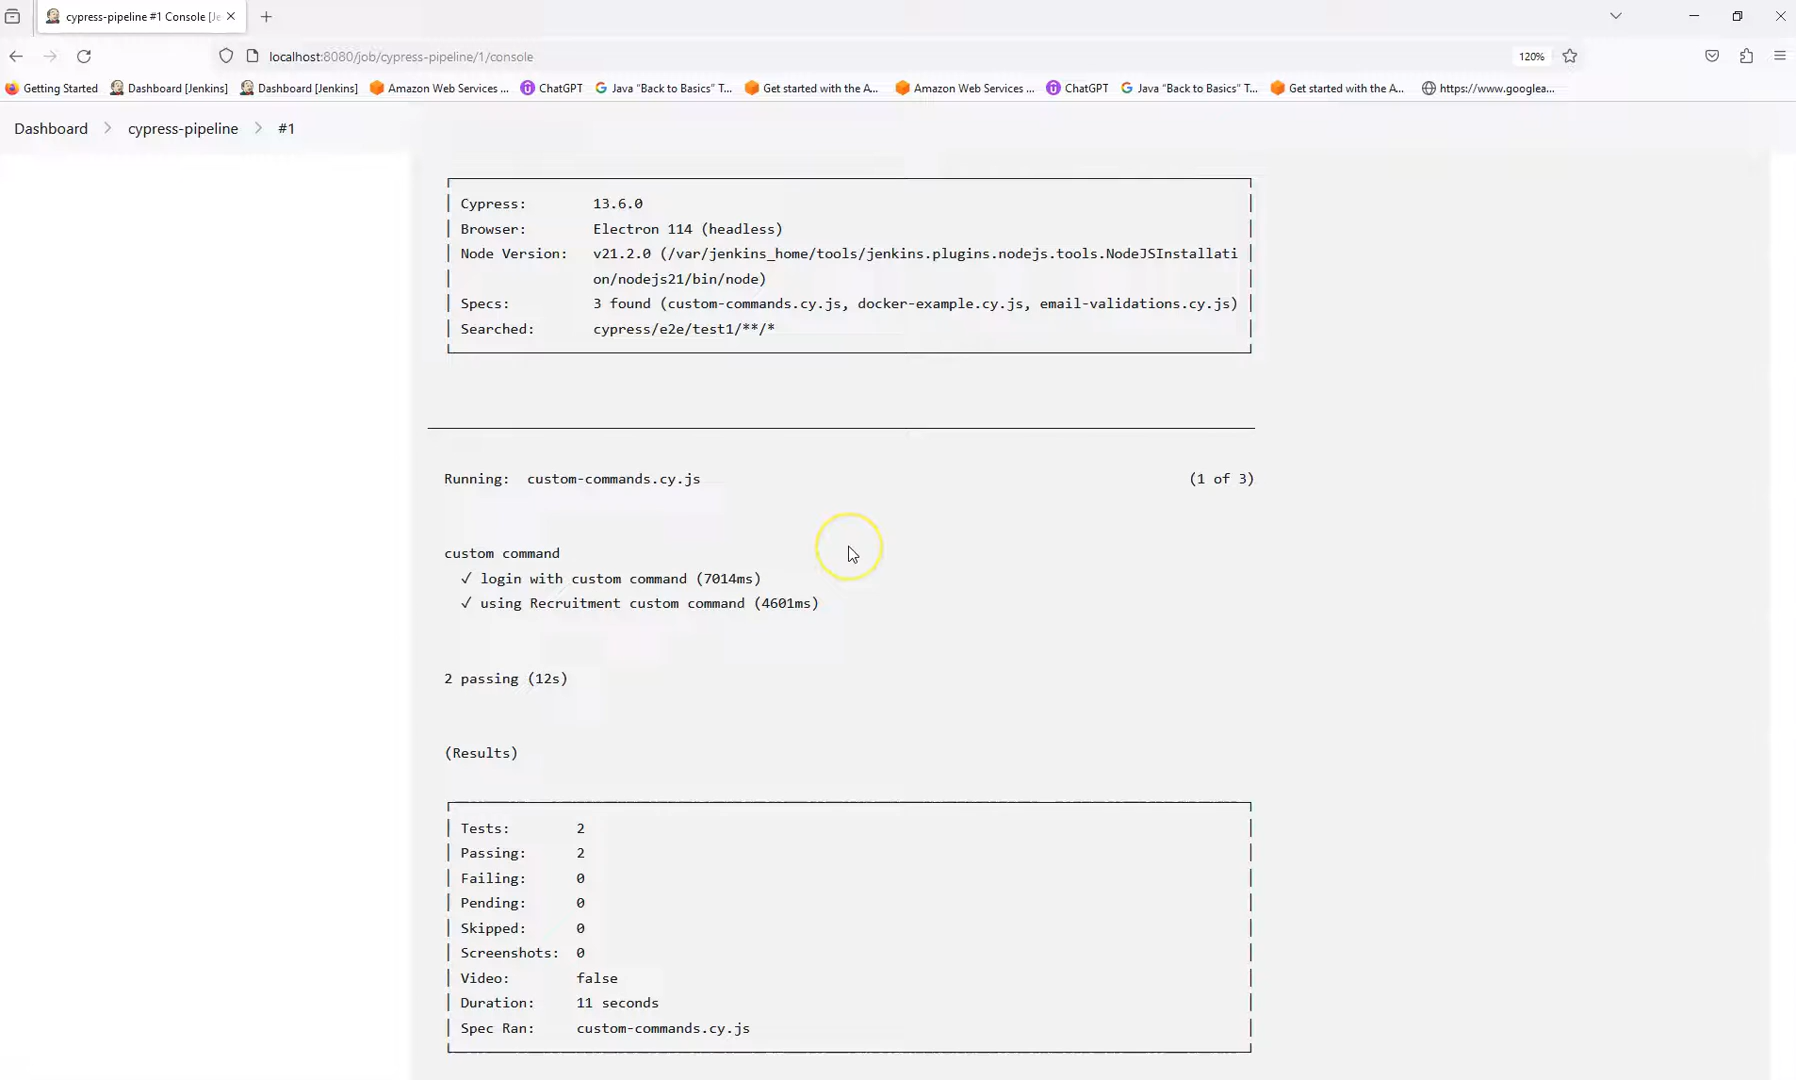 cypress-pipeline #1 Console [Je
localhost:8080/job/cypress-pipeline/1/console
120%
Getting Started
Dashboard [Jenkins]
Dashboard [Jenkins]
Amazon Web Services ...
ChatGPT
Java "Back to Basics" T...
Get started with the A...
Amazon Web Services ...
ChatGPT
Java "Back to Basics" T...
Get started with the A...
https://www.googlea...
Dashboard > cypress-pipeline > #1
Cypress: 13.6.0
Browser: Electron 114 (headless)
Node Version: v21.2.0 (/var/jenkins_home/tools/jenkins.plugins.nodejs.tools.NodeJSInstallati
on/nodejs21/bin/node)
Specs: 3 found (custom-commands.cy.js, docker-example.cy.js, email-validations.cy.js)
Searched: cypress/e2e/test1/**/*
Running: custom-commands.cy.js (1 of 3)
custom command
✓ login with custom command (7014ms)
✓ using Recruitment custom command (4601ms)
2 passing (12s)
(Results)
Tests: 2
Passing: 2
Failing: 0
Pending: 0
Skipped: 0
Screenshots: 0
Video: false
Duration: 11 seconds
Spec Ran: custom-commands.cy.js